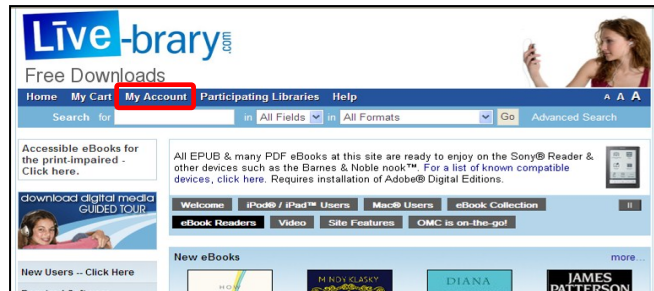 Līve-brary.com
Free Downloads
Home My Cart My Account Participating Libraries Help A A A
Search for in All Fields in All Formats Go Advanced Search
Accessible eBooks for
the print-impaired -
Click here.
All EPUB & many PDF eBooks at this site are ready to enjoy on the Sony® Reader &
other devices such as the Barnes & Noble nook™. For a list of known compatible
devices, click here. Requires installation of Adobe® Digital Editions.
download digital media
GUIDED TOUR
Welcome iPod® / iPad™ Users Mac® Users eBook Collection II
eBook Readers Video Site Features OMC is on-the-go!
New eBooks more...
New Users -- Click Here
HOW MINDY KLASKY DIANA JAMES
PATTERSON